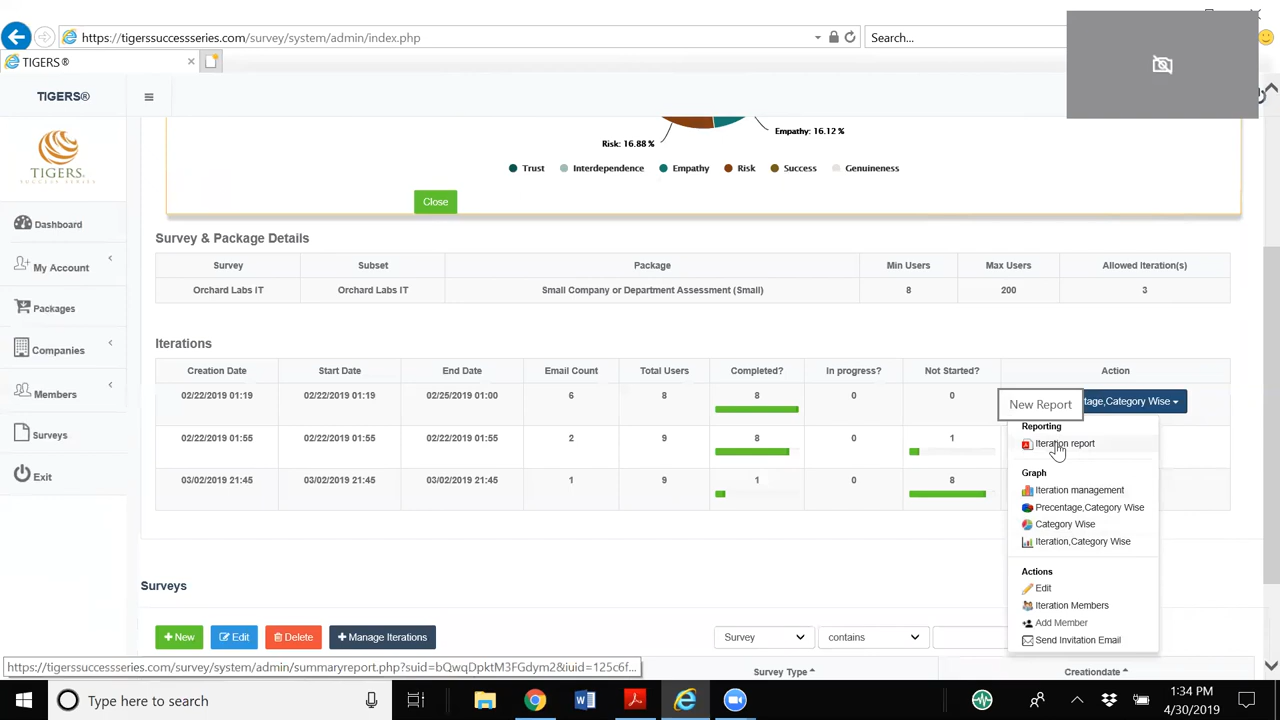 https://tigerssuccessseries.com/survey/system/admin/index.php
Search...
TIGERS®
TIGERS®
TIGERS
SUCCESS SERIES
Dashboard
My Account
Packages
Companies
Members
Surveys
Exit
Empathy: 16.12 %
Risk: 16.88 %
Trust Interdependence Empathy Risk Success Genuineness
Close
Survey & Package Details
Survey Subset Package Min Users Max Users Allowed Iteration(s)
Orchard Labs IT Orchard Labs IT Small Company or Department Assessment (Small) 8 200 3
Iterations
Creation Date Start Date End Date Email Count Total Users Completed? In progress? Not Started? Action
02/22/2019 01:19 02/22/2019 01:19 02/25/2019 01:00 6 8 8 0 0
02/22/2019 01:55 02/22/2019 01:55 02/22/2019 01:55 2 9 8 0 1
03/02/2019 21:45 03/02/2019 21:45 03/02/2019 21:45 1 9 1 0 8
New Report
tage,Category Wise
Reporting
Iteration report
Graph
Iteration management
Precentage,Category Wise
Category Wise
Iteration,Category Wise
Actions
Edit
Iteration Members
Add Member
Send Invitation Email
Surveys
New Edit Delete Manage Iterations
Survey contains
Survey Type Creationdate
https://tigerssuccessseries.com/survey/system/admin/summaryreport.php?suid=bQwqDpktM3FGdym2&iuid=125c6f...
Type here to search
1:34 PM
4/30/2019